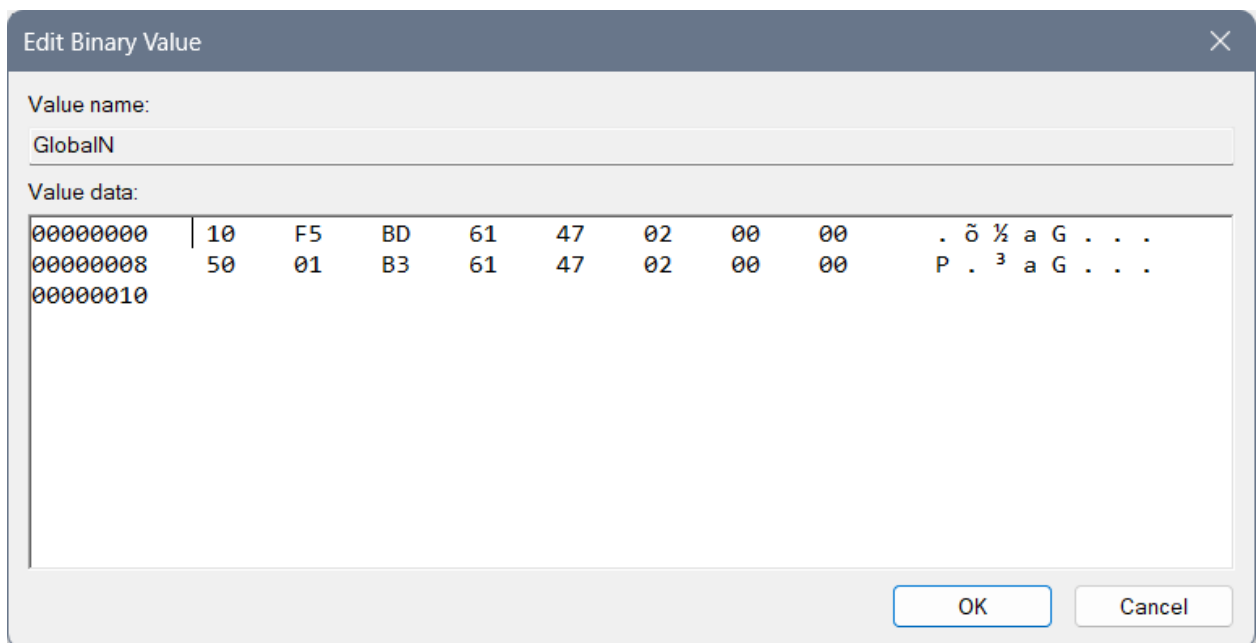 Edit Binary Value
Value name:
GlobalN
Value data:
00000000 10 F5 BD 61 47 02 00 00 . õ ½ a G . . .
00000008 50 01 B3 61 47 02 00 00 P . ³ a G . . .
00000010
OK Cancel